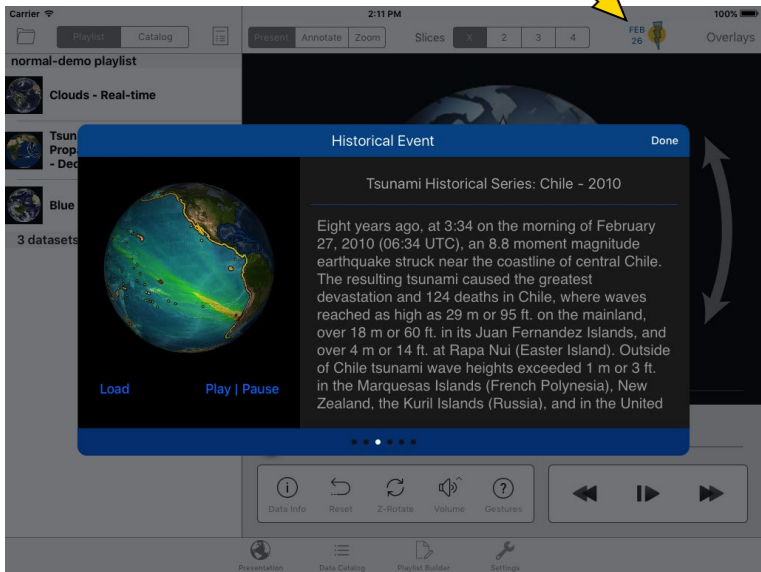 Carrier 2:11 PM 100%
Playlist Catalog Present Annotate Zoom Slices X 2 3 4 FEB 26 Overlays
normal-demo playlist
Clouds - Real-time
Tsun
Prop
- Dec
Blue
3 datasets
Historical Event Done
Tsunami Historical Series: Chile - 2010
Eight years ago, at 3:34 on the morning of February
27, 2010 (06:34 UTC), an 8.8 moment magnitude
earthquake struck near the coastline of central Chile.
The resulting tsunami caused the greatest
devastation and 124 deaths in Chile, where waves
reached as high as 29 m or 95 ft. on the mainland,
over 18 m or 60 ft. in its Juan Fernandez Islands, and
over 4 m or 14 ft. at Rapa Nui (Easter Island). Outside
of Chile tsunami wave heights exceeded 1 m or 3 ft.
in the Marquesas Islands (French Polynesia), New
Zealand, the Kuril Islands (Russia), and in the United
Load Play | Pause
Data Info Reset Z-Rotate Volume Gestures
Presentation Data Catalog Playlist Builder Settings